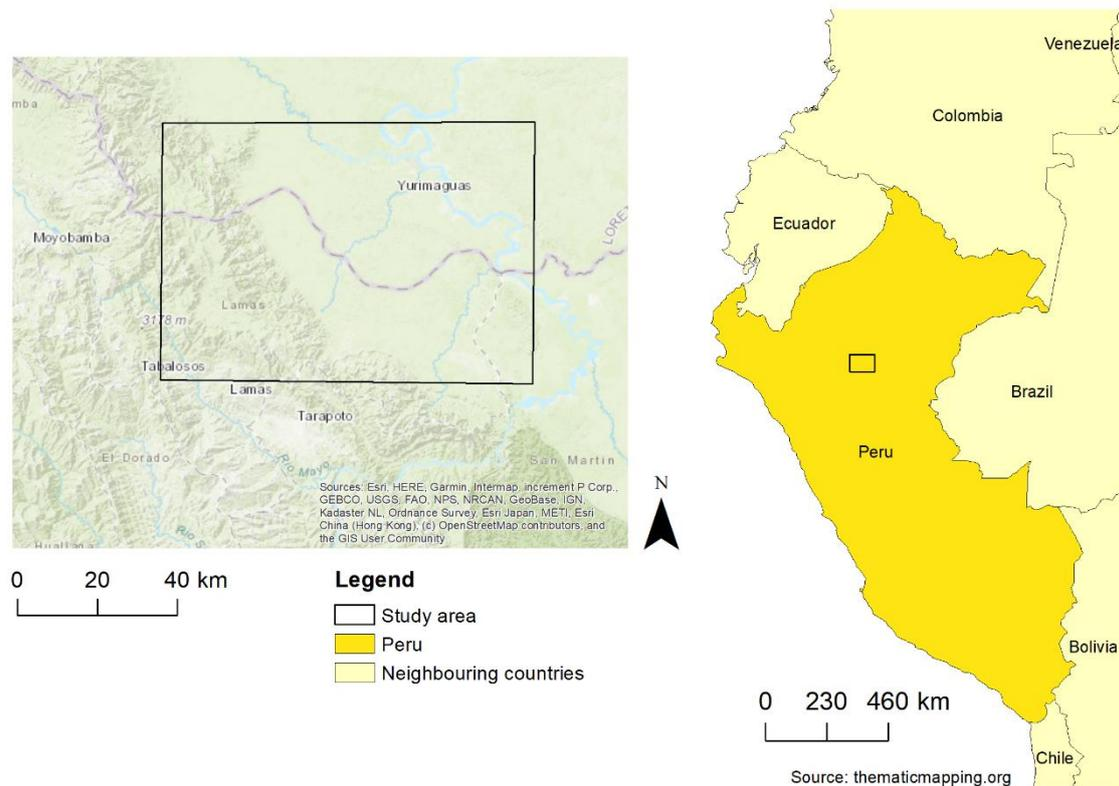 mba
Yurimaguas
LORET
Moyobamba
Lamas
3178 m
Tabalosos
Lamas
Tarapoto
El Dorado
Rio Mayo
San Martin
Sources: Esri, HERE, Garmin, Intermap, increment P Corp.,
GEBCO, USGS, FAO, NPS, NRCAN, GeoBase, IGN,
Kadaster NL, Ordnance Survey, Esri Japan, METI, Esri
China (Hong Kong), (c) OpenStreetMap contributors, and
the GIS User Community
Rio S
Huallaga
0 20 40 km
Legend
Study area
Peru
Neighbouring countries
N
Venezuela
Colombia
Ecuador
Brazil
Peru
Bolivia
0 230 460 km
Chile
Source: thematicmapping.org